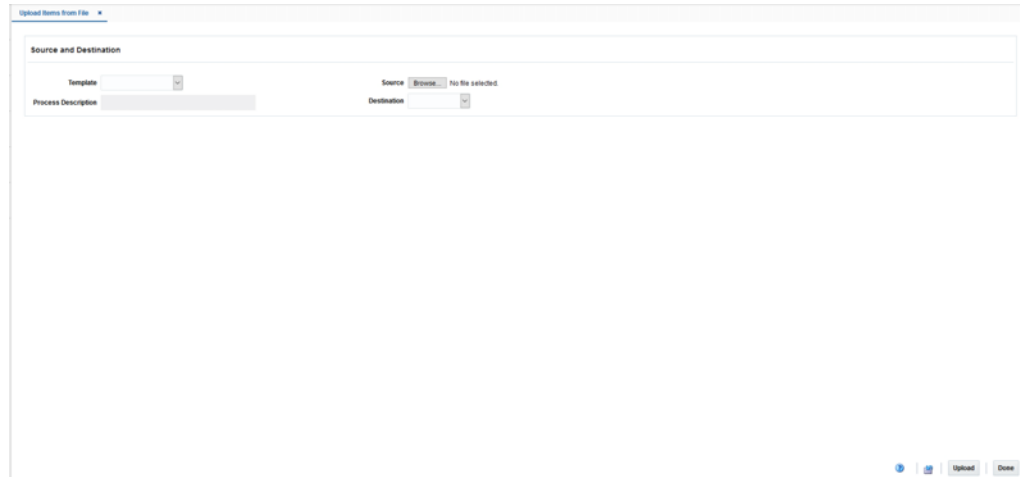 Upload Items from File
Source and Destination
Template
Source Browse... No file selected.
Process Description
Destination
Upload Done